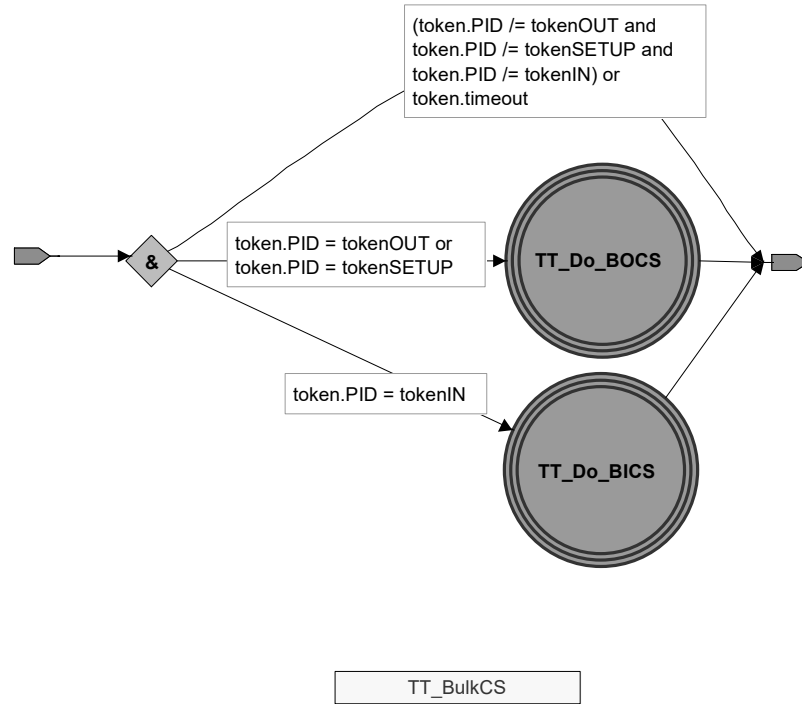 (token.PID /= tokenOUT and
token.PID /= tokenSETUP and
token.PID /= tokenIN) or
token.timeout
&
token.PID = tokenOUT or
token.PID = tokenSETUP
TT_Do_BOCS
token.PID = tokenIN
TT_Do_BICS
TT_BulkCS